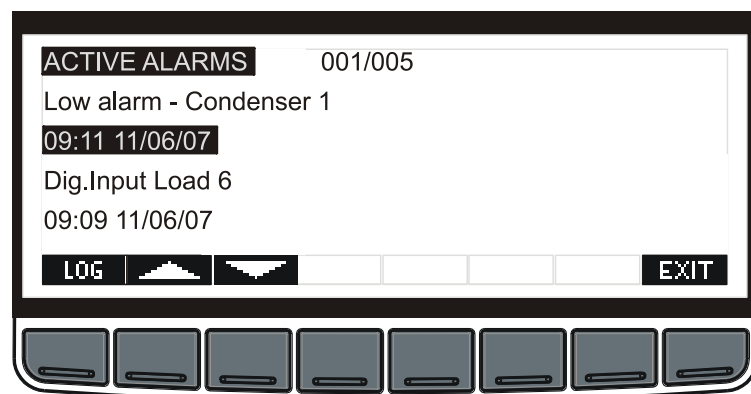 ACTIVE ALARMS 001/005
Low alarm - Condenser 1
09:11 11/06/07
Dig.Input Load 6
09:09 11/06/07
LOG EXIT